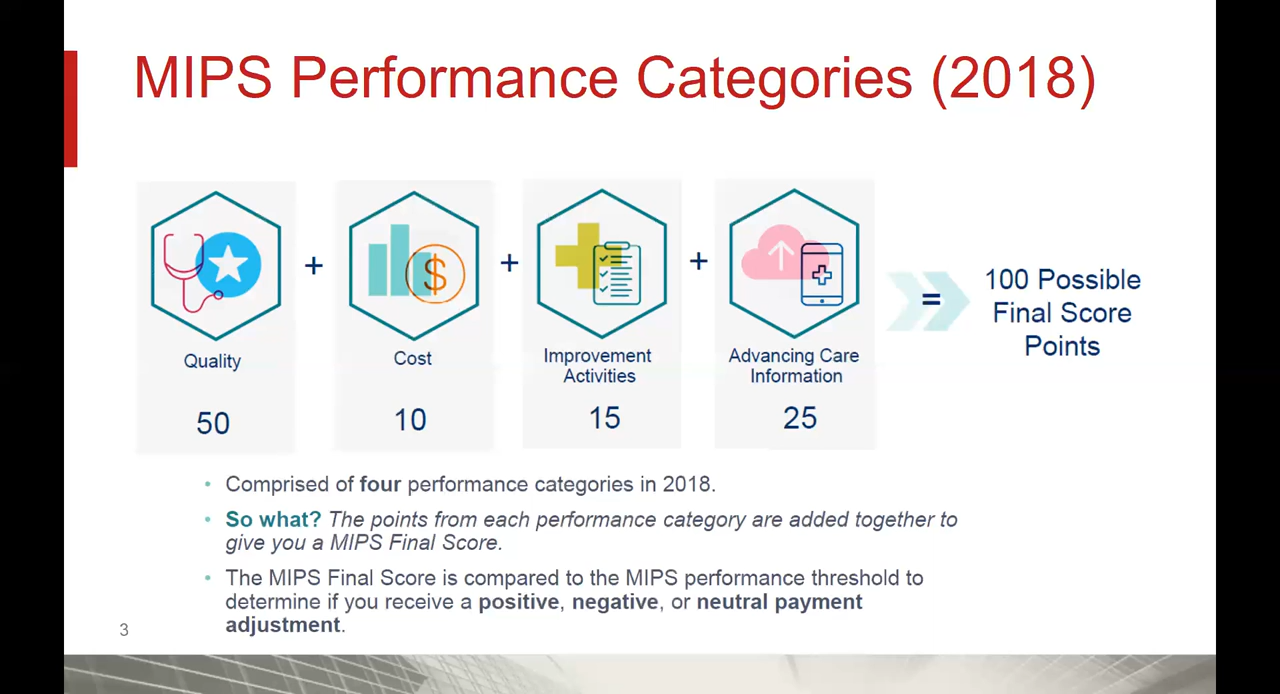 MIPS Performance Categories (2018)
Quality
50
+
Cost
10
+
Improvement
Activities
15
+
Advancing Care
Information
25
=
100 Possible
Final Score
Points
• Comprised of four performance categories in 2018.
• So what? The points from each performance category are added together to
give you a MIPS Final Score.
• The MIPS Final Score is compared to the MIPS performance threshold to
determine if you receive a positive, negative, or neutral payment
adjustment.
3